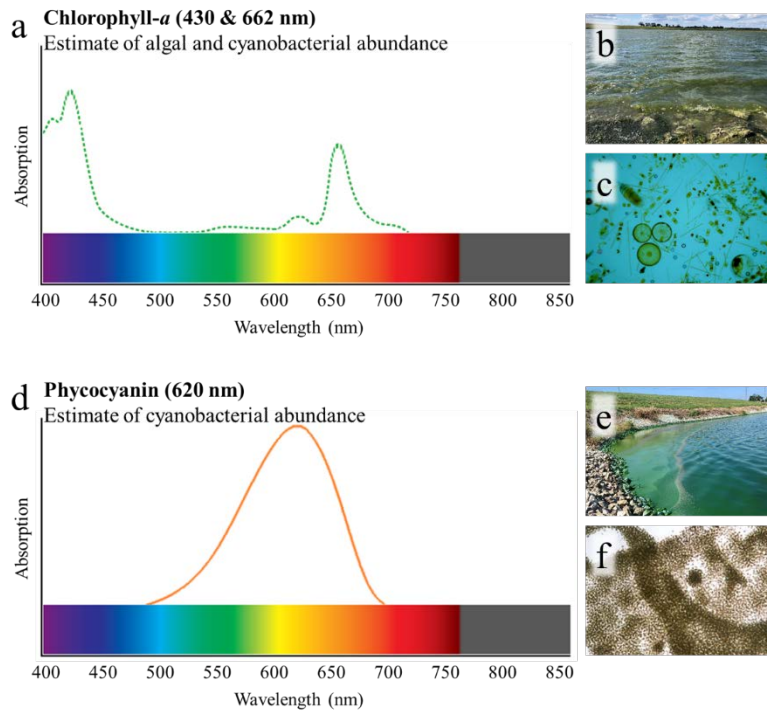 a
Chlorophyll-a (430 & 662 nm)
Estimate of algal and cyanobacterial abundance
Absorption
400 450 500 550 600 650 700 750 800 850
Wavelength (nm)
b
c
d
Phycocyanin (620 nm)
Estimate of cyanobacterial abundance
Absorption
400 450 500 550 600 650 700 750 800 850
Wavelength (nm)
e
f